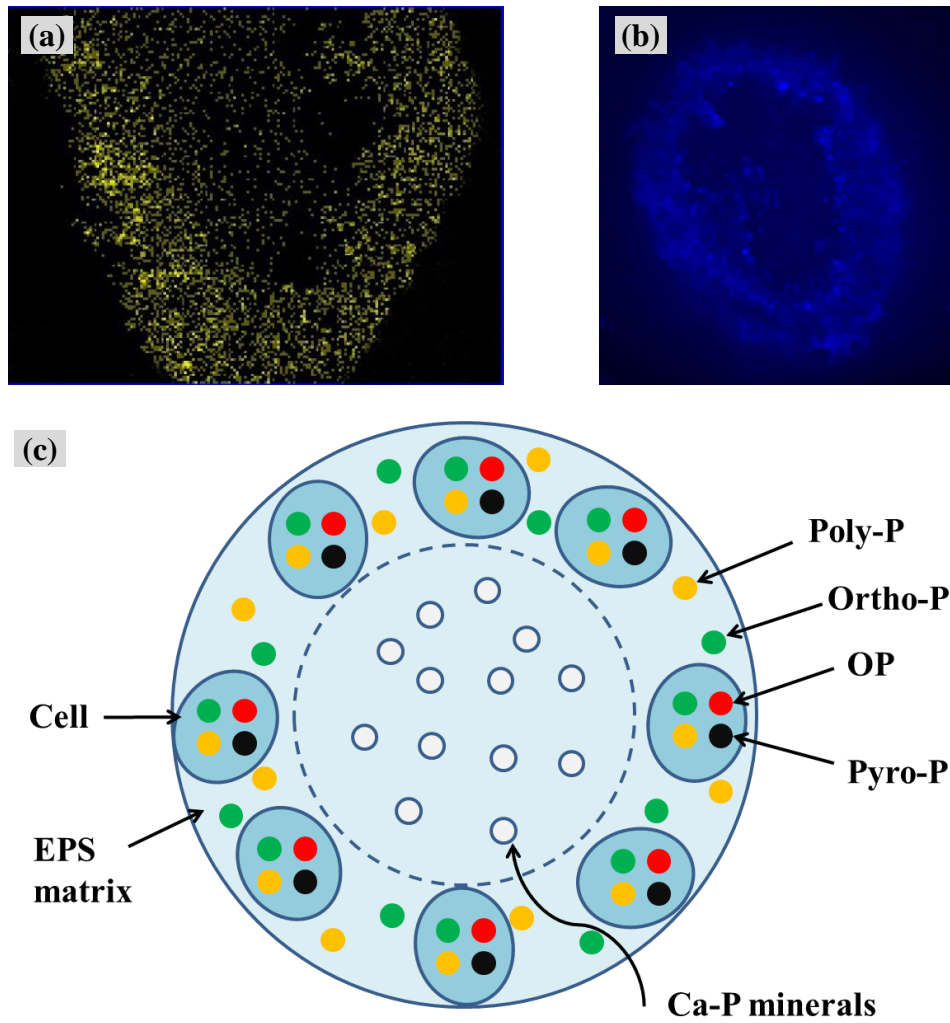 (a)
(b)
(c)
Poly-P
Ortho-P
OP
Cell
Pyro-P
EPS
matrix
Ca-P minerals